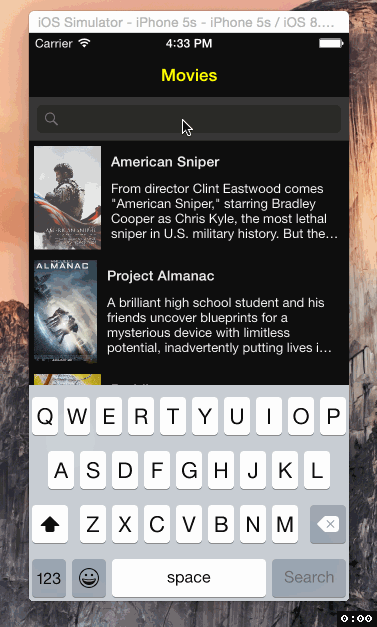 iOS Simulator - iPhone 5s - iPhone 5s / iOS 8....
Carrier 4:33 PM
Movies
American Sniper
From director Clint Eastwood comes
"American Sniper," starring Bradley
Cooper as Chris Kyle, the most lethal
sniper in U.S. military history. But the...
AMERICAN SNIPER
ALMANAC
Project Almanac
A brilliant high school student and his
friends uncover blueprints for a
mysterious device with limitless
potential, inadvertently putting lives i...
Q W E R T Y U I O P
A S D F G H J K L
Z X C V B N M
123 space Search
0:00